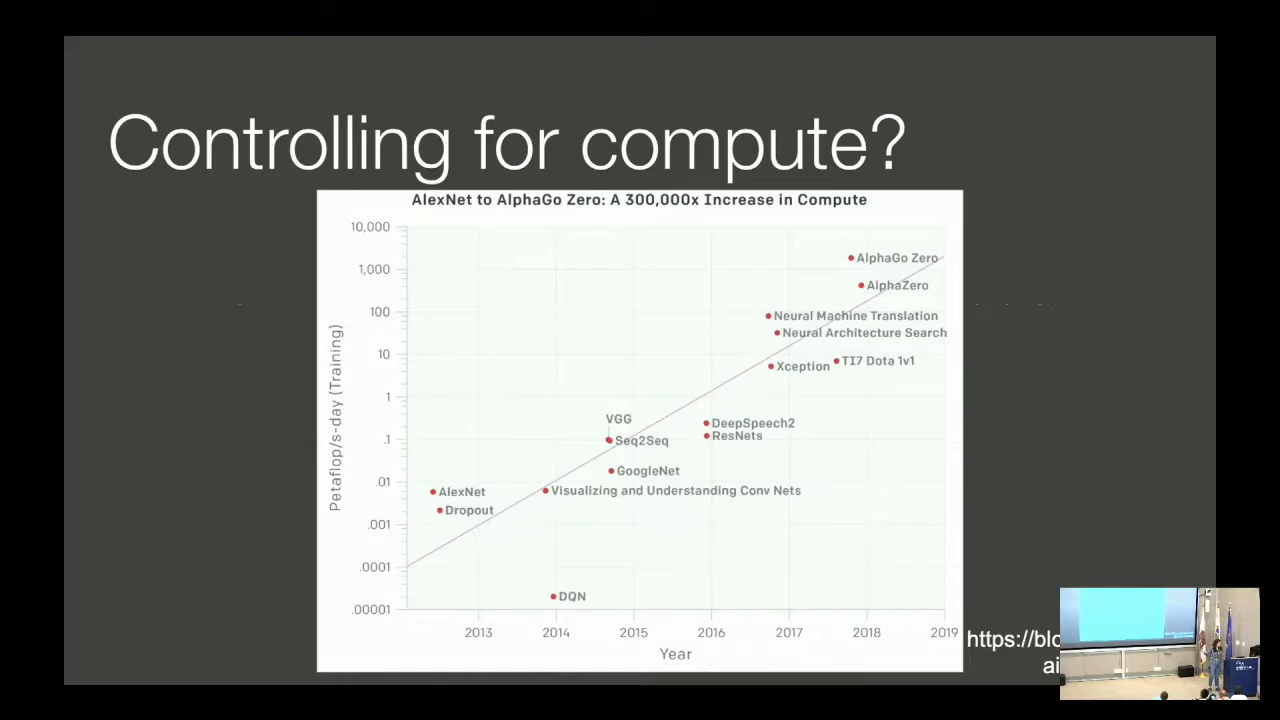 Controlling for compute?
AlexNet to AlphaGo Zero: A 300,000x Increase in Compute
10,000
1,000
100
10
1
.1
.01
.001
.0001
.00001
Petaflop/s-day (Training)
AlphaGo Zero
AlphaZero
Neural Machine Translation
Neural Architecture Search
TI7 Dota 1v1
Xception
VGG
DeepSpeech2
Seq2Seq
ResNets
GoogleNet
AlexNet
Visualizing and Understanding Conv Nets
Dropout
DQN
2013 2014 2015 2016 2017 2018 2019
Year
https://blo
ai